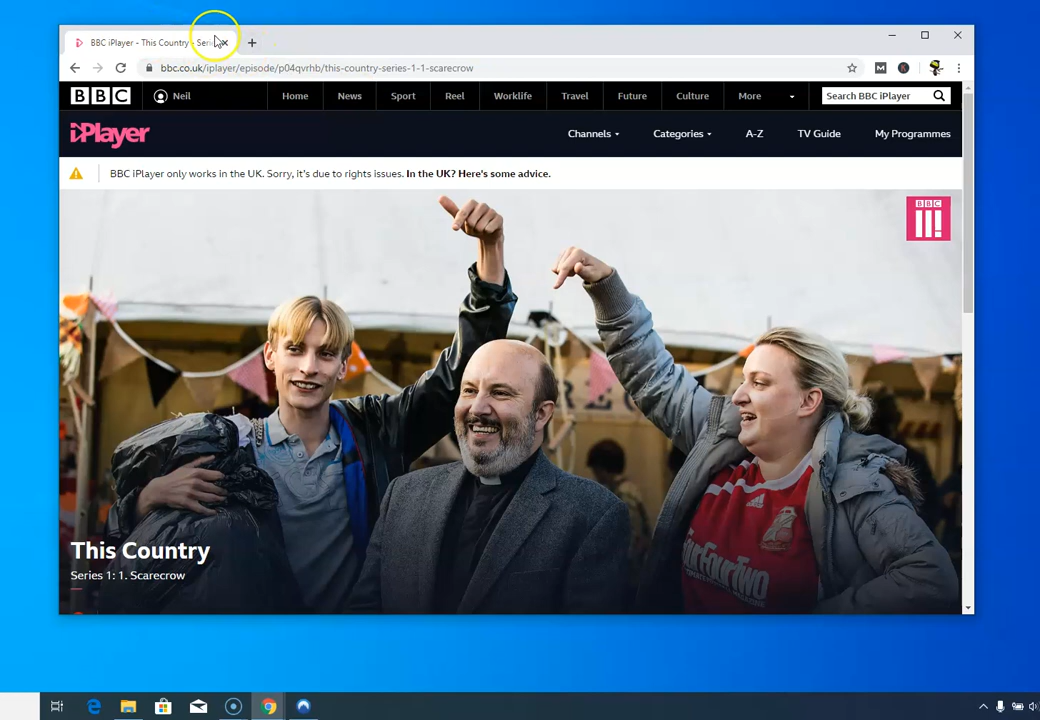 BBC iPlayer - This Country - Seri
bbc.co.uk/iplayer/episode/p04qvrhb/this-country-series-1-1-scarecrow
BBC Neil Home News Sport Reel Worklife Travel Future Culture More Search BBC iPlayer
iPlayer Channels Categories A-Z TV Guide My Programmes
BBC iPlayer only works in the UK. Sorry, it's due to rights issues. In the UK? Here's some advice.
BBC
III!
This Country
Series 1: 1. Scarecrow